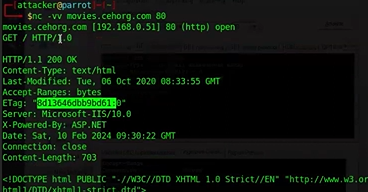 [attacker@parrot]─[~]
$nc -vv movies.cehorg.com 80
movies.cehorg.com [192.168.0.51] 80 (http) open
GET / HTTP/1.0
HTTP/1.1 200 OK
Content-Type: text/html
Last-Modified: Tue, 06 Oct 2020 08:33:55 GMT
Accept-Ranges: bytes
ETag: "8d13646dbb9bd61:0"
Server: Microsoft-IIS/10.0
X-Powered-By: ASP.NET
Date: Sat, 10 Feb 2024 09:30:22 GMT
Connection: close
Content-Length: 703
<!DOCTYPE html PUBLIC "-//W3C//DTD XHTML 1.0 Strict//EN" "http://www.w3.or
html1/DTD/xhtml1-strict.dtd">